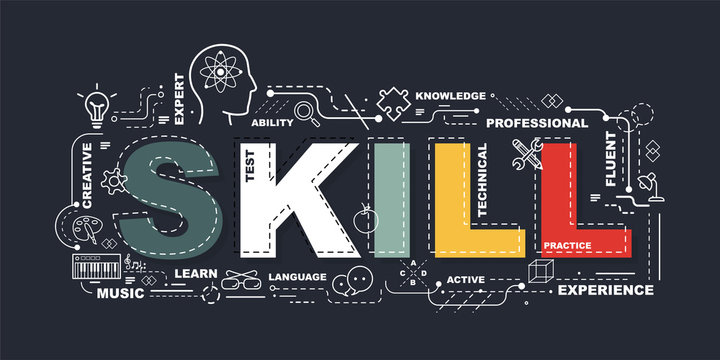 EXPERT
ABILITY
KNOWLEDGE
PROFESSIONAL
CREATIVE
SKILL
TEST
TECHNICAL
FLUENT
PRACTICE
MUSIC
LEARN
LANGUAGE
A
C D
B
ACTIVE
EXPERIENCE